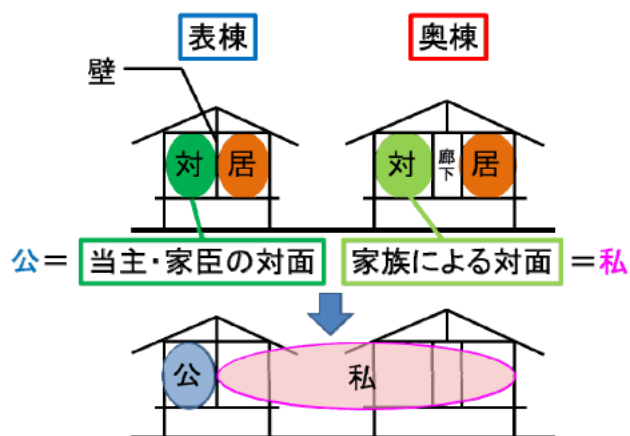 表棟
奥棟
壁
対
居
対
廊下
居
公＝
当主・家臣の対面
家族による対面
＝私
公
私